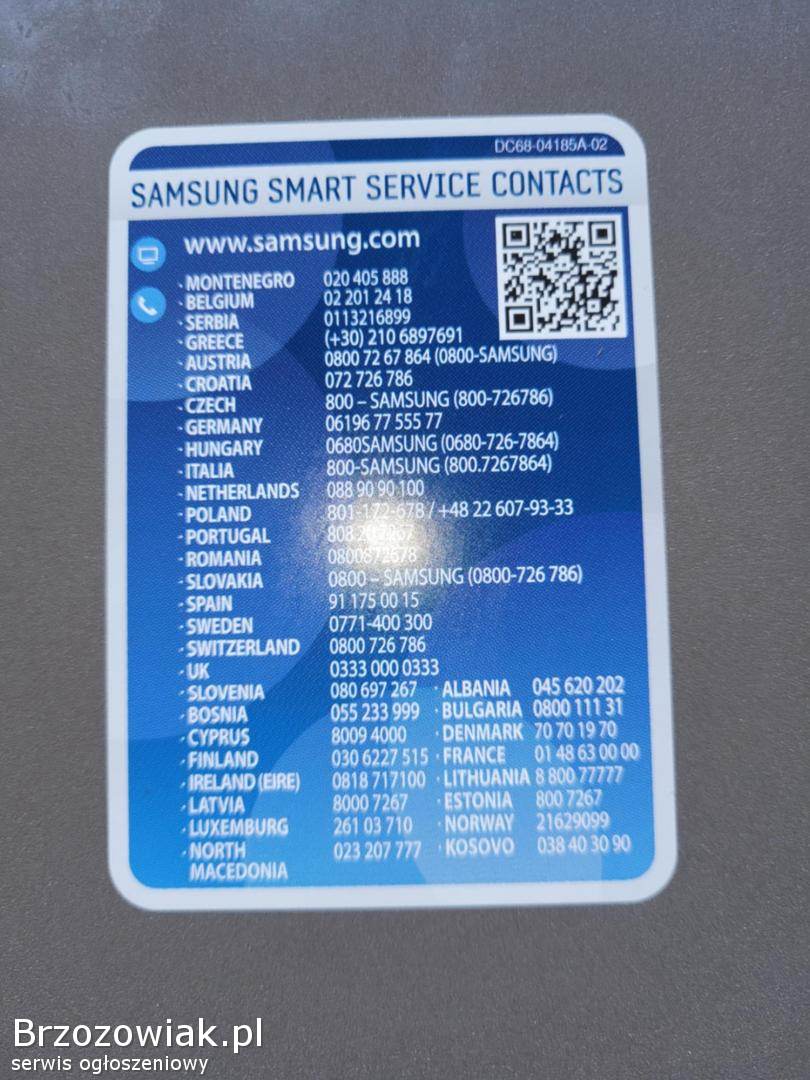 DC68-04185A-02
SAMSUNG SMART SERVICE CONTACTS
www.samsung.com
· MONTENEGRO 020 405 888
· BELGIUM 02 201 24 18
· SERBIA 0113216899
· GREECE (+30) 210 6897691
· AUSTRIA 0800 72 67 864 (0800-SAMSUNG)
· CROATIA 072 726 786
· CZECH 800 – SAMSUNG (800-726786)
· GERMANY 06196 77 555 77
· HUNGARY 0680SAMSUNG (0680-726-7864)
· ITALIA 800-SAMSUNG (800.7267864)
· NETHERLANDS 088 90 90 100
· POLAND 801-172-678 / +48 22 607-93-33
· PORTUGAL 808
· ROMANIA 0800872678
· SLOVAKIA 0800 – SAMSUNG (0800-726 786)
· SPAIN 91 175 00 15
· SWEDEN 0771-400 300
· SWITZERLAND 0800 726 786
· UK 0333 000 0333
· SLOVENIA 080 697 267 · ALBANIA 045 620 202
· BOSNIA 055 233 999 · BULGARIA 0800 111 31
· CYPRUS 8009 4000 · DENMARK 70 70 19 70
· FINLAND 030 6227 515 · FRANCE 01 48 63 00 00
· IRELAND (EIRE) 0818 717100 · LITHUANIA 8 800 77777
· LATVIA 8000 7267 · ESTONIA 800 7267
· LUXEMBURG 261 03 710 · NORWAY 21629099
· NORTH 023 207 777 · KOSOVO 038 40 30 90
MACEDONIA
Brzozowiak.pl
serwis ogłoszeniowy